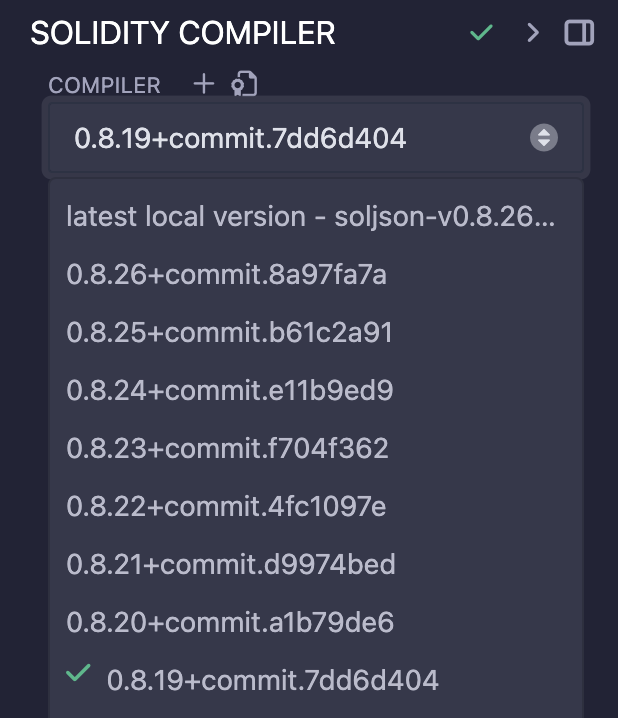 SOLIDITY COMPILER
COMPILER
0.8.19+commit.7dd6d404
latest local version - soljson-v0.8.26...
0.8.26+commit.8a97fa7a
0.8.25+commit.b61c2a91
0.8.24+commit.e11b9ed9
0.8.23+commit.f704f362
0.8.22+commit.4fc1097e
0.8.21+commit.d9974bed
0.8.20+commit.a1b79de6
0.8.19+commit.7dd6d404